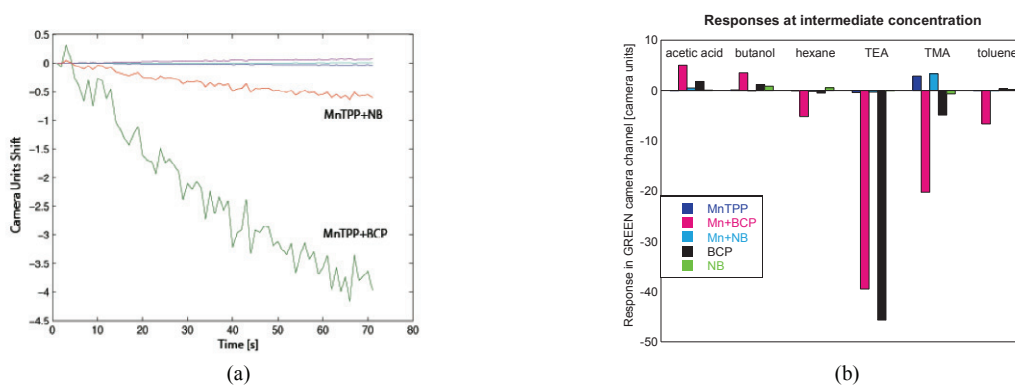 0.5
0
-0.5
-1
-1.5
-2
-2.5
-3
-3.5
-4
-4.5
Camera Units Shift
MnTPP+NB
MnTPP+BCP
0 10 20 30 40 50 60 70 80
Time [s]
(a)
Responses at intermediate concentration
acetic acid butanol hexane TEA TMA toluene
10
0
-10
-20
-30
-40
-50
Response in GREEN camera channel [camera units]
MnTPP
Mn+BCP
Mn+NB
BCP
NB
(b)